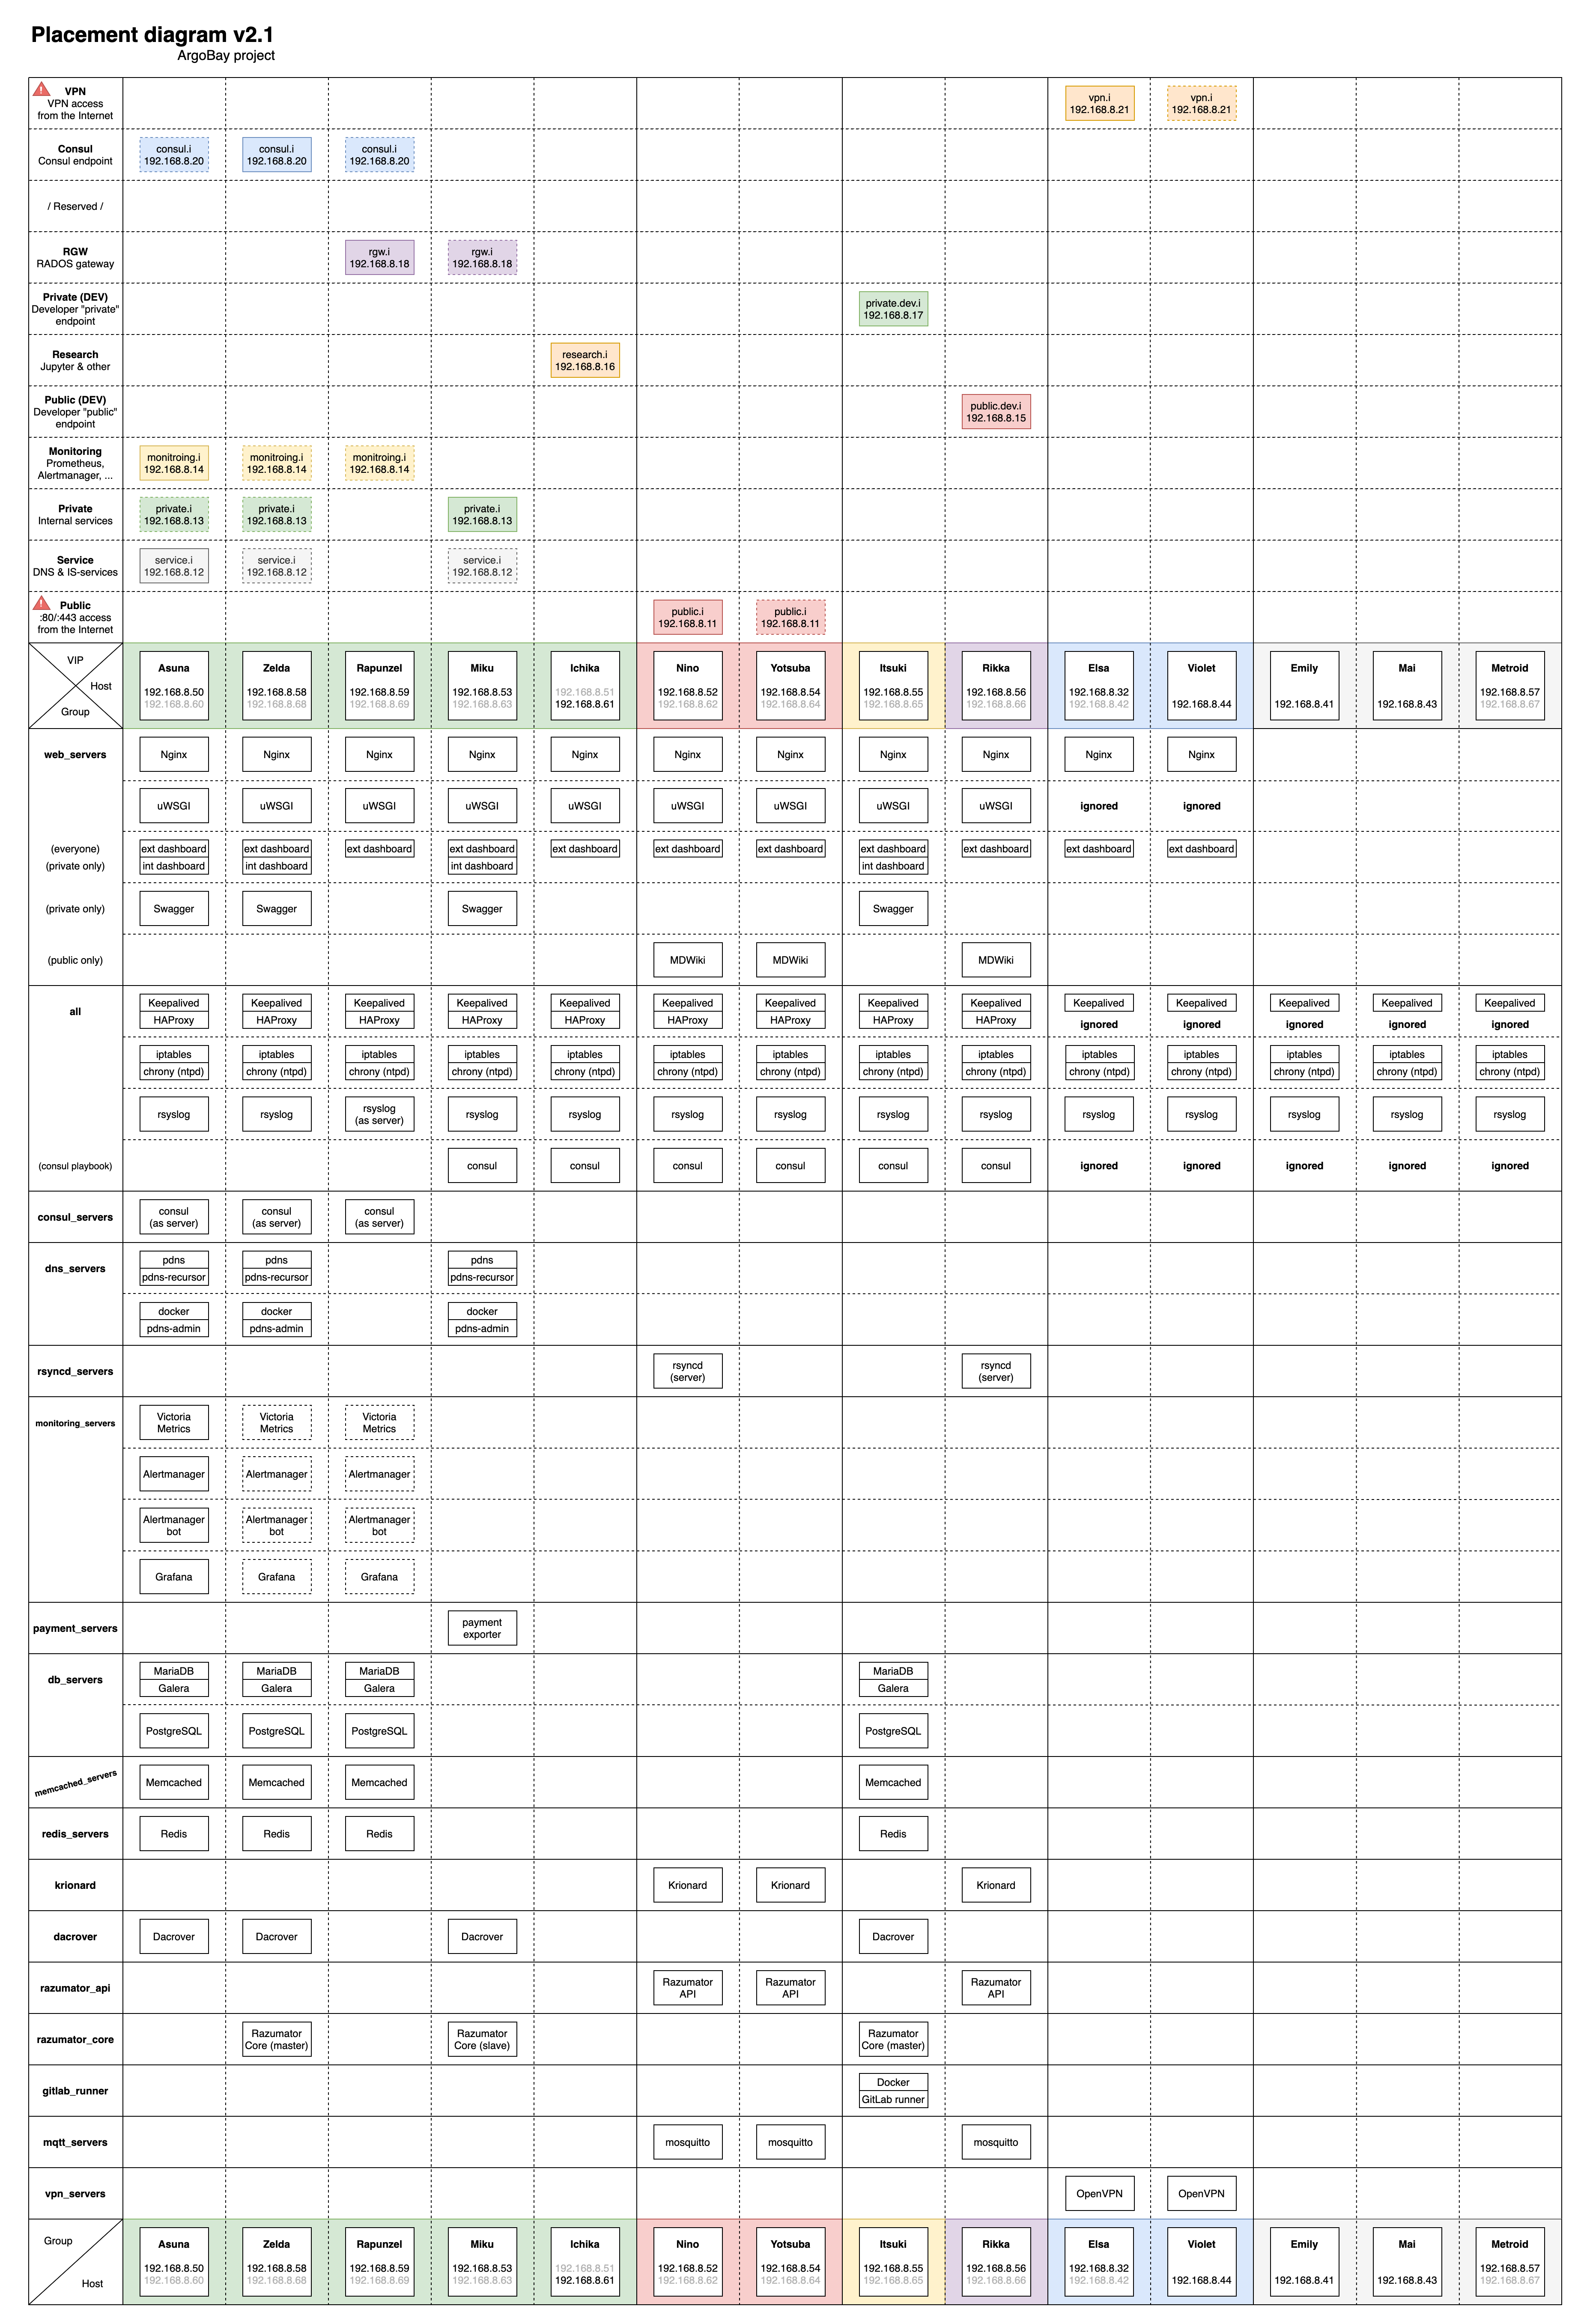 Placement diagram v2.1
ArgoBay project
VPN
VPN access
from the Internet
vpn.i
192.168.8.21
vpn.i
192.168.8.21
Consul
Consul endpoint
consul.i
192.168.8.20
consul.i
192.168.8.20
consul.i
192.168.8.20
/ Reserved /
RGW
RADOS gateway
rgw.i
192.168.8.18
rgw.i
192.168.8.18
Private (DEV)
Developer "private"
endpoint
private.dev.i
192.168.8.17
Research
Jupyter & other
research.i
192.168.8.16
Public (DEV)
Developer "public"
endpoint
public.dev.i
192.168.8.15
Monitoring
Prometheus,
Alertmanager, ...
monitroing.i
192.168.8.14
monitroing.i
192.168.8.14
monitroing.i
192.168.8.14
Private
Internal services
private.i
192.168.8.13
private.i
192.168.8.13
private.i
192.168.8.13
Service
DNS & IS-services
service.i
192.168.8.12
service.i
192.168.8.12
service.i
192.168.8.12
Public
:80/:443 access
from the Internet
public.i
192.168.8.11
public.i
192.168.8.11
VIP
Host
Group
Asuna
192.168.8.50
192.168.8.60
Zelda
192.168.8.58
192.168.8.68
Rapunzel
192.168.8.59
192.168.8.69
Miku
192.168.8.53
192.168.8.63
Ichika
192.168.8.51
192.168.8.61
Nino
192.168.8.52
192.168.8.62
Yotsuba
192.168.8.54
192.168.8.64
Itsuki
192.168.8.55
192.168.8.65
Rikka
192.168.8.56
192.168.8.66
Elsa
192.168.8.32
192.168.8.42
Violet
192.168.8.44
Emily
192.168.8.41
Mai
192.168.8.43
Metroid
192.168.8.57
192.168.8.67
web_servers
Nginx
Nginx
Nginx
Nginx
Nginx
Nginx
Nginx
Nginx
Nginx
Nginx
Nginx
uWSGI
uWSGI
uWSGI
uWSGI
uWSGI
uWSGI
uWSGI
uWSGI
uWSGI
ignored
ignored
(everyone)
ext dashboard
ext dashboard
ext dashboard
ext dashboard
ext dashboard
ext dashboard
ext dashboard
ext dashboard
ext dashboard
ext dashboard
ext dashboard
(private only)
int dashboard
int dashboard
int dashboard
int dashboard
(private only)
Swagger
Swagger
Swagger
Swagger
(public only)
MDWiki
MDWiki
MDWiki
all
Keepalived
Keepalived
Keepalived
Keepalived
Keepalived
Keepalived
Keepalived
Keepalived
Keepalived
Keepalived
Keepalived
Keepalived
Keepalived
Keepalived
HAProxy
HAProxy
HAProxy
HAProxy
HAProxy
HAProxy
HAProxy
HAProxy
HAProxy
ignored
ignored
ignored
ignored
ignored
iptables
iptables
iptables
iptables
iptables
iptables
iptables
iptables
iptables
iptables
iptables
iptables
iptables
iptables
chrony (ntpd)
chrony (ntpd)
chrony (ntpd)
chrony (ntpd)
chrony (ntpd)
chrony (ntpd)
chrony (ntpd)
chrony (ntpd)
chrony (ntpd)
chrony (ntpd)
chrony (ntpd)
chrony (ntpd)
chrony (ntpd)
chrony (ntpd)
rsyslog
rsyslog
rsyslog
(as server)
rsyslog
rsyslog
rsyslog
rsyslog
rsyslog
rsyslog
rsyslog
rsyslog
rsyslog
rsyslog
rsyslog
(consul playbook)
consul
consul
consul
consul
consul
consul
ignored
ignored
ignored
ignored
ignored
consul_servers
consul
(as server)
consul
(as server)
consul
(as server)
dns_servers
pdns
pdns
pdns
pdns-recursor
pdns-recursor
pdns-recursor
docker
docker
docker
pdns-admin
pdns-admin
pdns-admin
rsyncd_servers
rsyncd
(server)
rsyncd
(server)
monitoring_servers
Victoria
Metrics
Victoria
Metrics
Victoria
Metrics
Alertmanager
Alertmanager
Alertmanager
Alertmanager
bot
Alertmanager
bot
Alertmanager
bot
Grafana
Grafana
Grafana
payment_servers
payment
exporter
db_servers
MariaDB
MariaDB
MariaDB
MariaDB
Galera
Galera
Galera
Galera
PostgreSQL
PostgreSQL
PostgreSQL
PostgreSQL
memcached_servers
Memcached
Memcached
Memcached
Memcached
redis_servers
Redis
Redis
Redis
Redis
krionard
Krionard
Krionard
Krionard
dacrover
Dacrover
Dacrover
Dacrover
Dacrover
razumator_api
Razumator
API
Razumator
API
Razumator
API
razumator_core
Razumator
Core (master)
Razumator
Core (slave)
Razumator
Core (master)
gitlab_runner
Docker
GitLab runner
mqtt_servers
mosquitto
mosquitto
mosquitto
vpn_servers
OpenVPN
OpenVPN
Group
Host
Asuna
192.168.8.50
192.168.8.60
Zelda
192.168.8.58
192.168.8.68
Rapunzel
192.168.8.59
192.168.8.69
Miku
192.168.8.53
192.168.8.63
Ichika
192.168.8.51
192.168.8.61
Nino
192.168.8.52
192.168.8.62
Yotsuba
192.168.8.54
192.168.8.64
Itsuki
192.168.8.55
192.168.8.65
Rikka
192.168.8.56
192.168.8.66
Elsa
192.168.8.32
192.168.8.42
Violet
192.168.8.44
Emily
192.168.8.41
Mai
192.168.8.43
Metroid
192.168.8.57
192.168.8.67